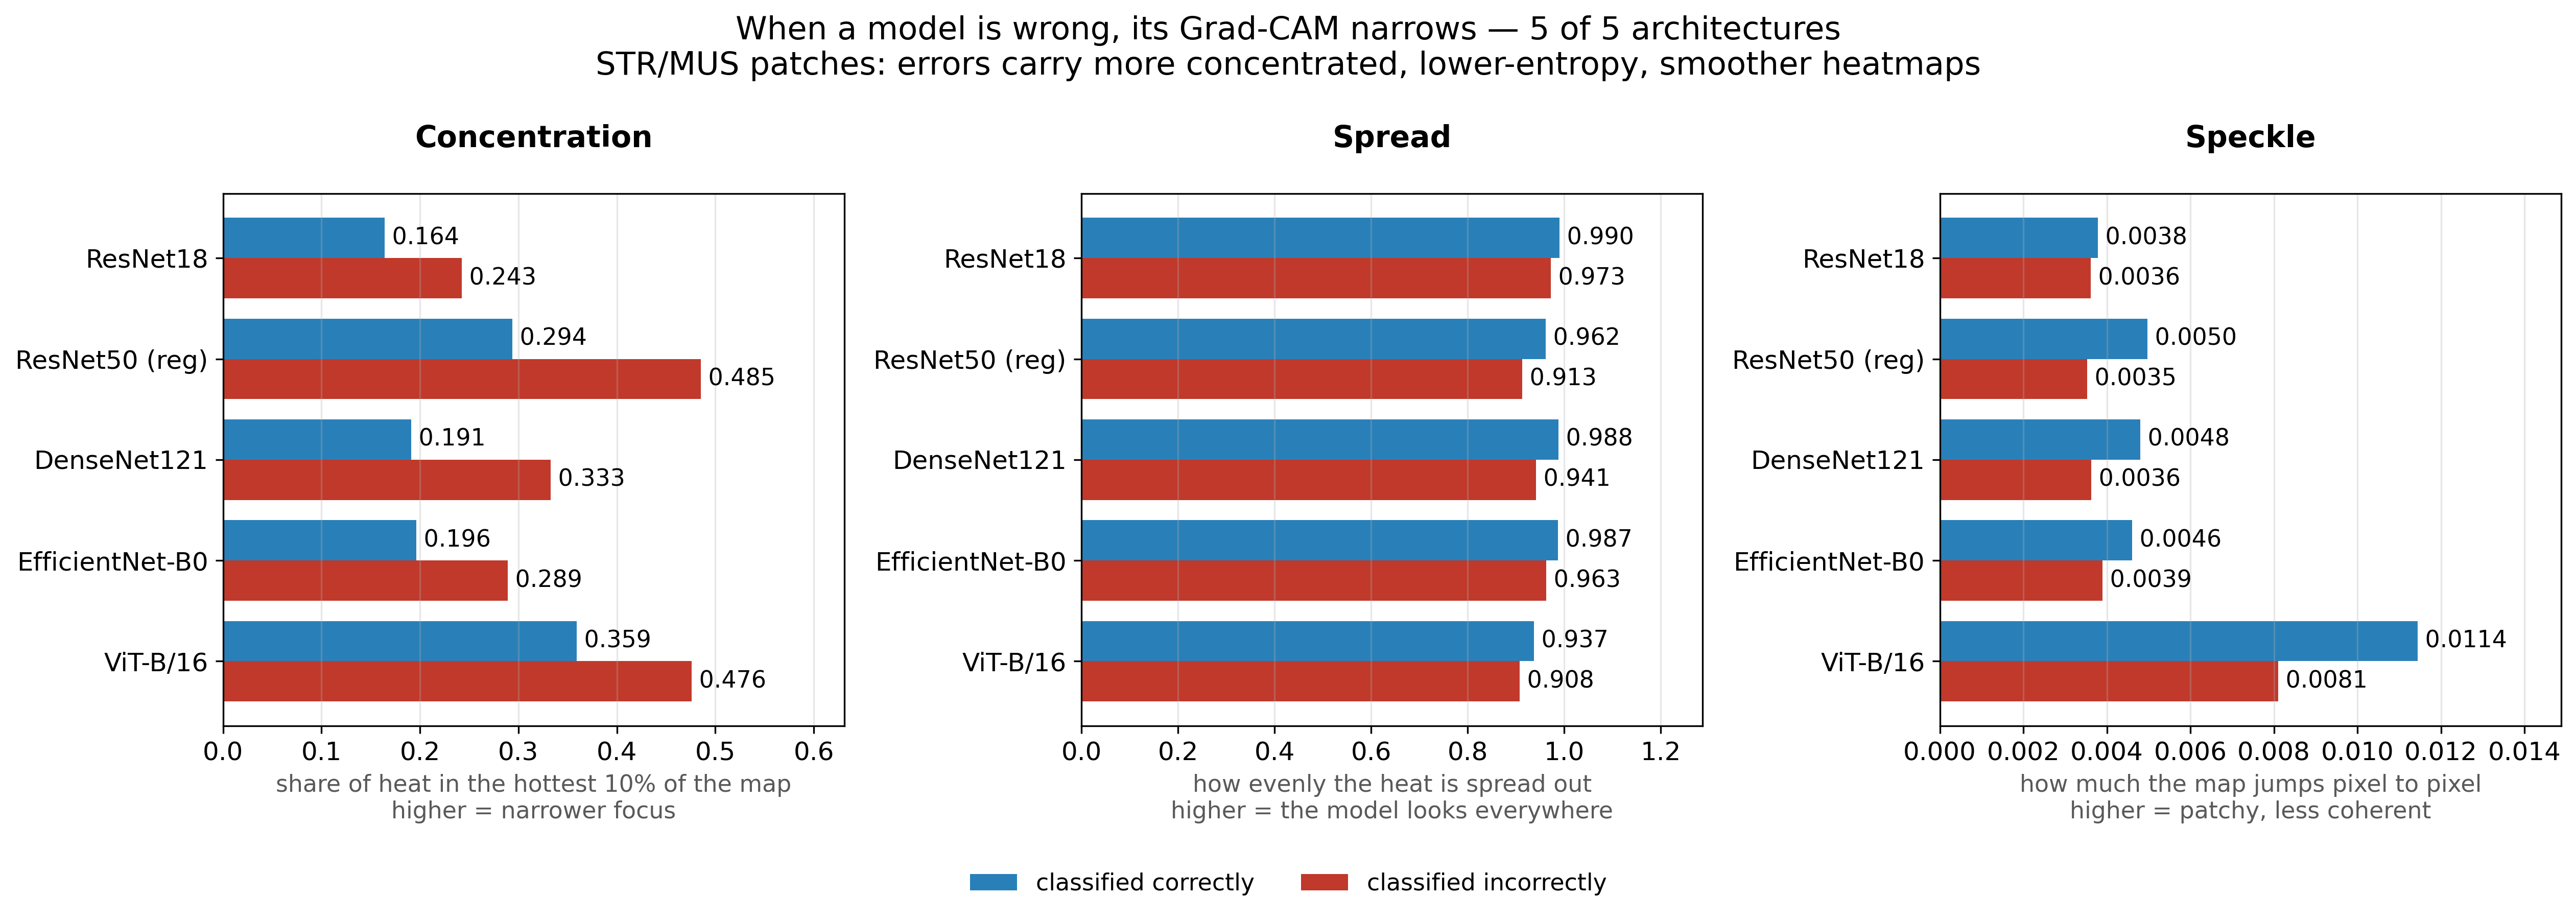 When a model is wrong, its Grad-CAM narrows — 5 of 5 architectures
STR/MUS patches: errors carry more concentrated, lower-entropy, smoother heatmaps
Concentration
ResNet18
0.164
0.243
ResNet50 (reg)
0.294
0.485
DenseNet121
0.191
0.333
EfficientNet-B0
0.196
0.289
ViT-B/16
0.359
0.476
0.0 0.1 0.2 0.3 0.4 0.5 0.6
share of heat in the hottest 10% of the map
higher = narrower focus
Spread
ResNet18
0.990
0.973
ResNet50 (reg)
0.962
0.913
DenseNet121
0.988
0.941
EfficientNet-B0
0.987
0.963
ViT-B/16
0.937
0.908
0.0 0.2 0.4 0.6 0.8 1.0 1.2
how evenly the heat is spread out
higher = the model looks everywhere
Speckle
ResNet18
0.0038
0.0036
ResNet50 (reg)
0.0050
0.0035
DenseNet121
0.0048
0.0036
EfficientNet-B0
0.0046
0.0039
ViT-B/16
0.0114
0.0081
0.000 0.002 0.004 0.006 0.008 0.010 0.012 0.014
how much the map jumps pixel to pixel
higher = patchy, less coherent
classified correctly
classified incorrectly